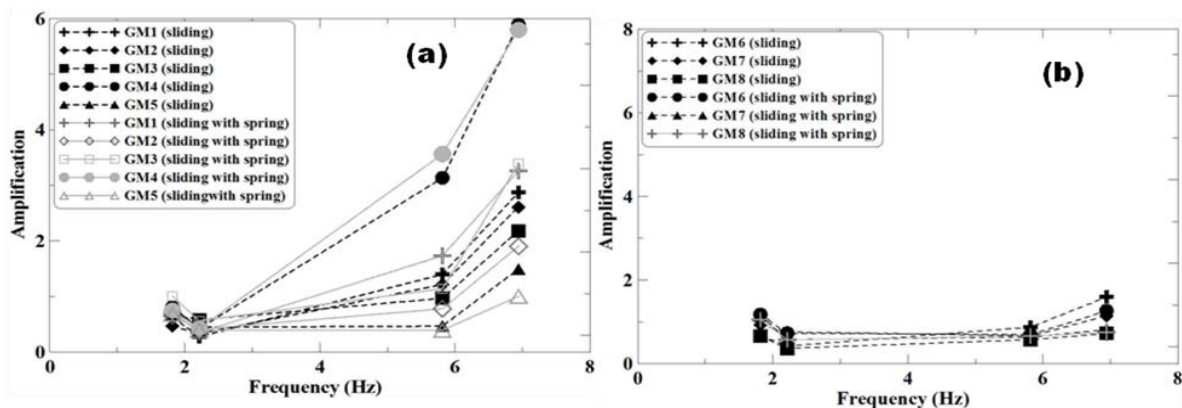 6
4
2
0
Amplification
GM1 (sliding)
GM2 (sliding)
GM3 (sliding)
GM4 (sliding)
GM5 (sliding)
GM1 (sliding with spring)
GM2 (sliding with spring)
GM3 (sliding with spring)
GM4 (sliding with spring)
GM5 (slidingwith spring)
(a)
0 2 4 6 8
Frequency (Hz)
8
6
4
2
0
Amplification
GM6 (sliding)
GM7 (sliding)
GM8 (sliding)
GM6 (sliding with spring)
GM7 (sliding with spring)
GM8 (sliding with spring)
(b)
0 2 4 6 8
Frequency (Hz)